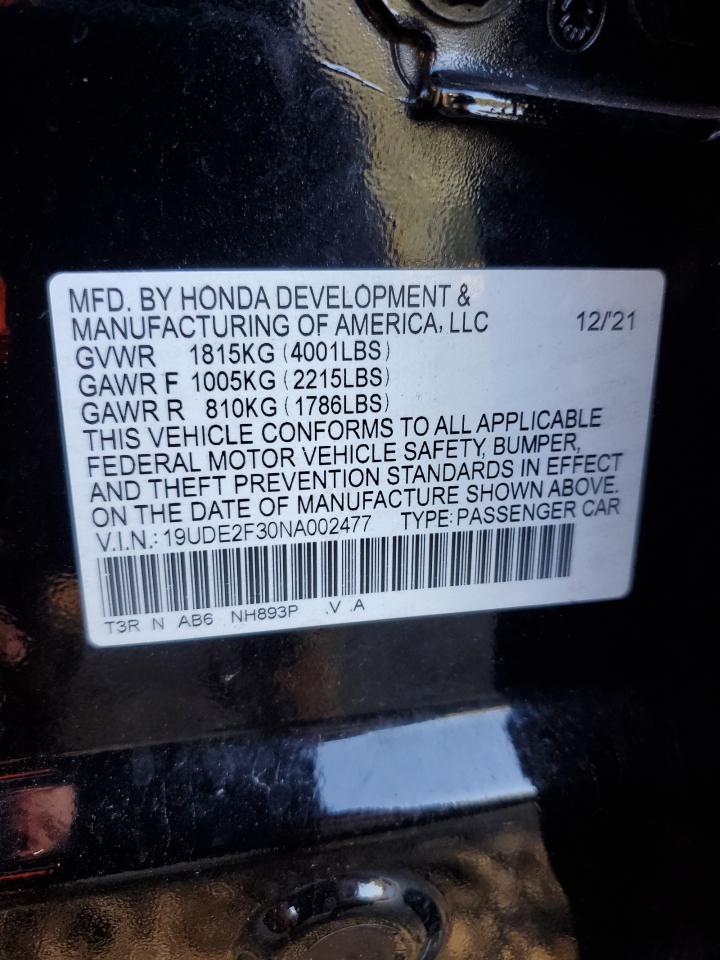 MFD. BY HONDA DEVELOPMENT &
MANUFACTURING OF AMERICA, LLC 12/'21
GVWR 1815KG (4001LBS)
GAWR F 1005KG (2215LBS)
GAWR R 810KG (1786LBS)
THIS VEHICLE CONFORMS TO ALL APPLICABLE
FEDERAL MOTOR VEHICLE SAFETY, BUMPER,
AND THEFT PREVENTION STANDARDS IN EFFECT
ON THE DATE OF MANUFACTURE SHOWN ABOVE.
V.I.N.: 19UDE2F30NA002477 TYPE: PASSENGER CAR
T3R N AB6 NH893P .V .A